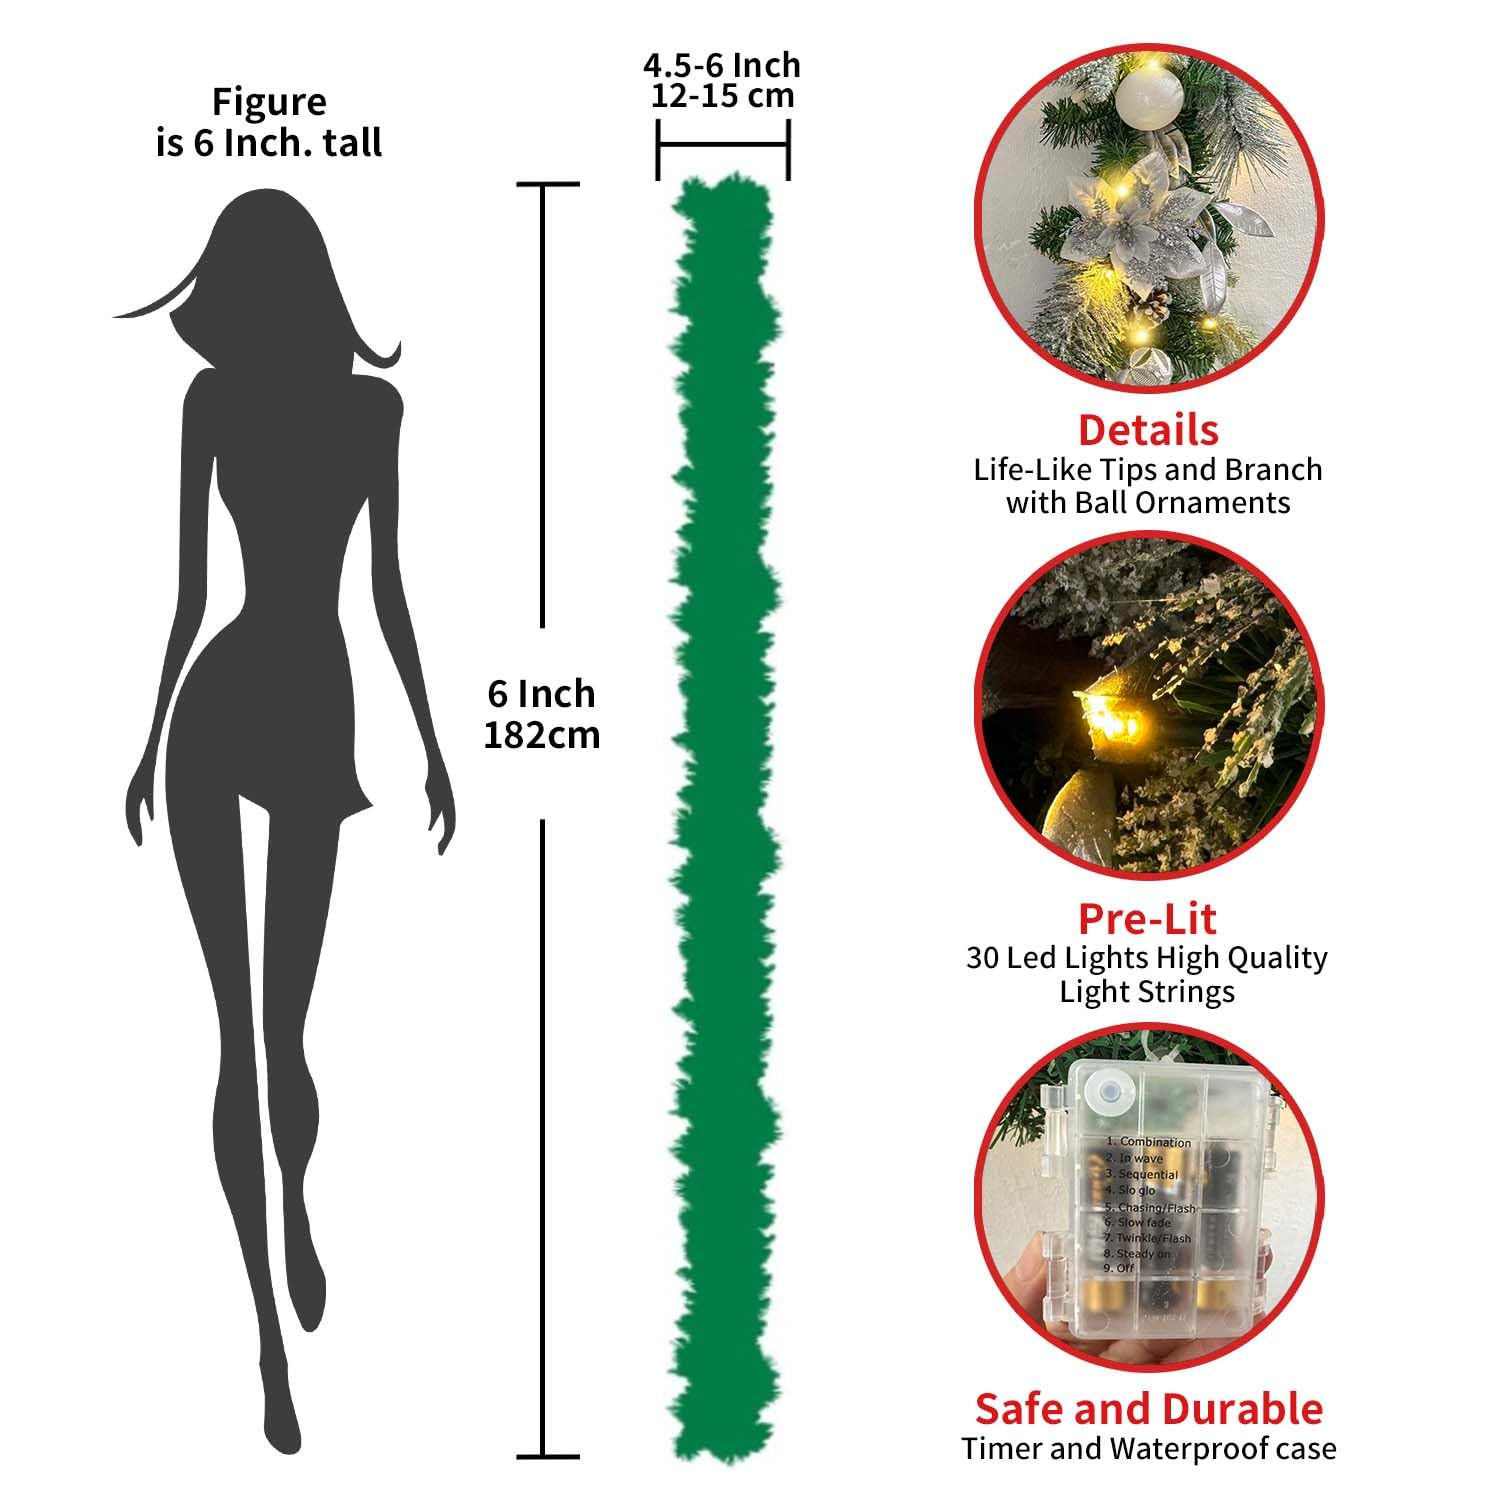 Figure
is 6 Inch. tall
4.5-6 Inch
12-15 cm
6 Inch
182cm
Details
Life-Like Tips and Branch
with Ball Ornaments
Pre-Lit
30 Led Lights High Quality
Light Strings
1. Combination
2. In wave
3. Sequential
4. Slo glo
5. Chasing/Flash
6. Slow fade
7. Twinkle/Flash
8. Steady on
9. Off
Safe and Durable
Timer and Waterproof case